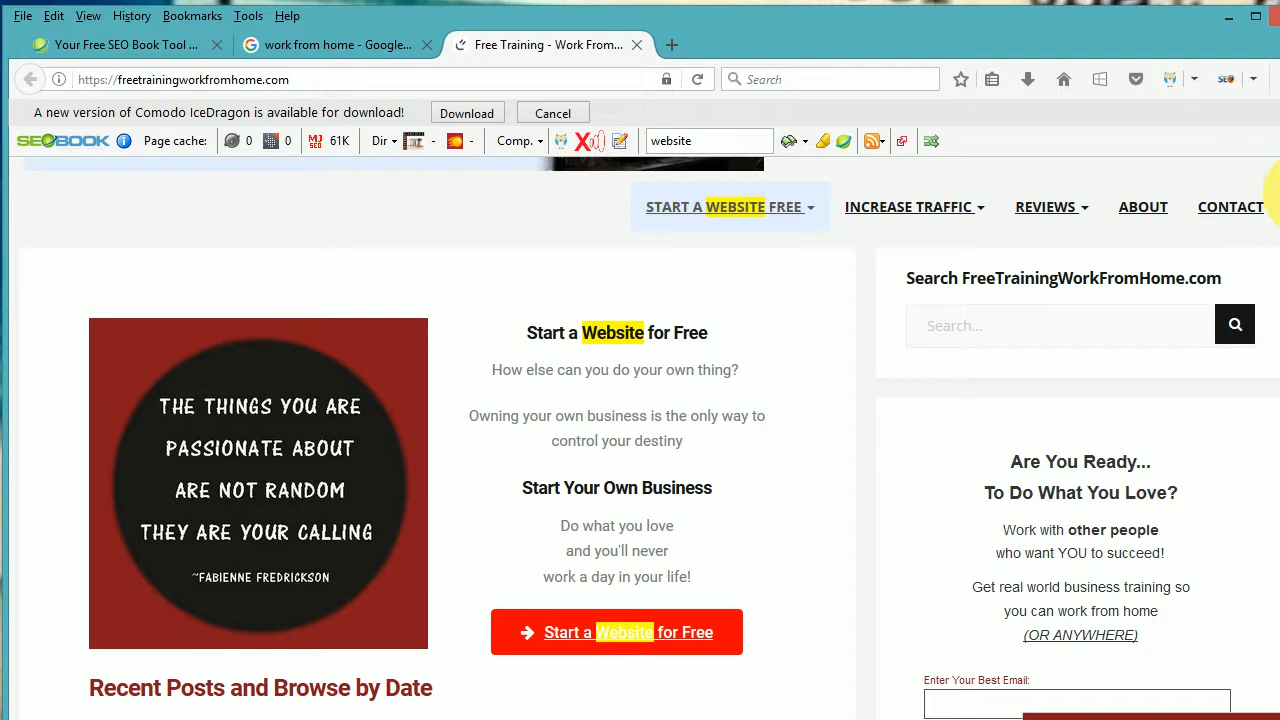 File Edit View History Bookmarks Tools Help
Your Free SEO Book Tool ...
work from home - Google...
Free Training - Work From...
https://freetrainingworkfromhome.com
Search
A new version of Comodo IceDragon is available for download!
Download
Cancel
SEOBOOK
Page cache:
0
0
MJ SEO
61K
Dir
-
-
Comp.
website
START A WEBSITE FREE
INCREASE TRAFFIC
REVIEWS
ABOUT
CONTACT
THE THINGS YOU ARE
PASSIONATE ABOUT
ARE NOT RANDOM
THEY ARE YOUR CALLING
~FABIENNE FREDRICKSON
Start a Website for Free
How else can you do your own thing?
Owning your own business is the only way to
control your destiny
Start Your Own Business
Do what you love
and you'll never
work a day in your life!
Start a Website for Free
Recent Posts and Browse by Date
Search FreeTrainingWorkFromHome.com
Search...
Are You Ready...
To Do What You Love?
Work with other people
who want YOU to succeed!
Get real world business training so
you can work from home
(OR ANYWHERE)
Enter Your Best Email: